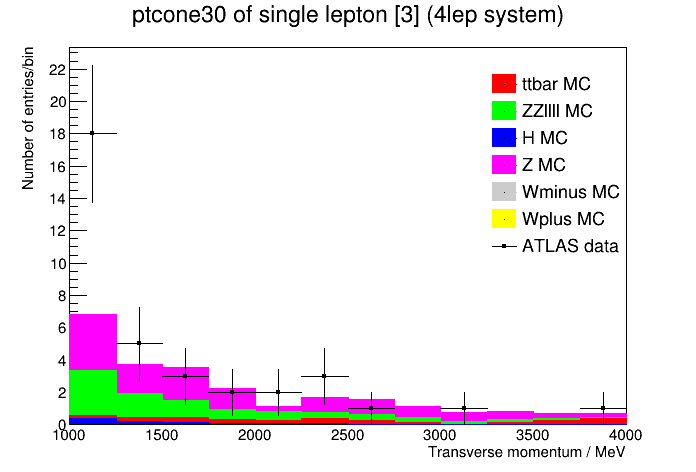 ptcone30 of single lepton [3] (4lep system)
Number of entries/bin
22
20
18
16
14
12
10
8
6
4
2
0
ttbar MC
ZZllll MC
H MC
Z MC
Wminus MC
Wplus MC
ATLAS data
1000 1500 2000 2500 3000 3500 4000
Transverse momentum / MeV